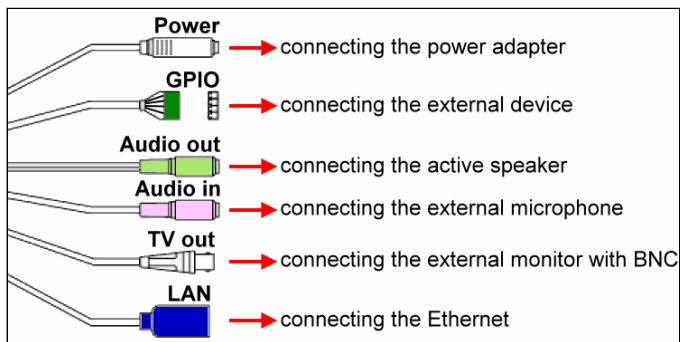 Power
connecting the power adapter
GPIO
connecting the external device
Audio out
connecting the active speaker
Audio in
connecting the external microphone
TV out
connecting the external monitor with BNC
LAN
connecting the Ethernet